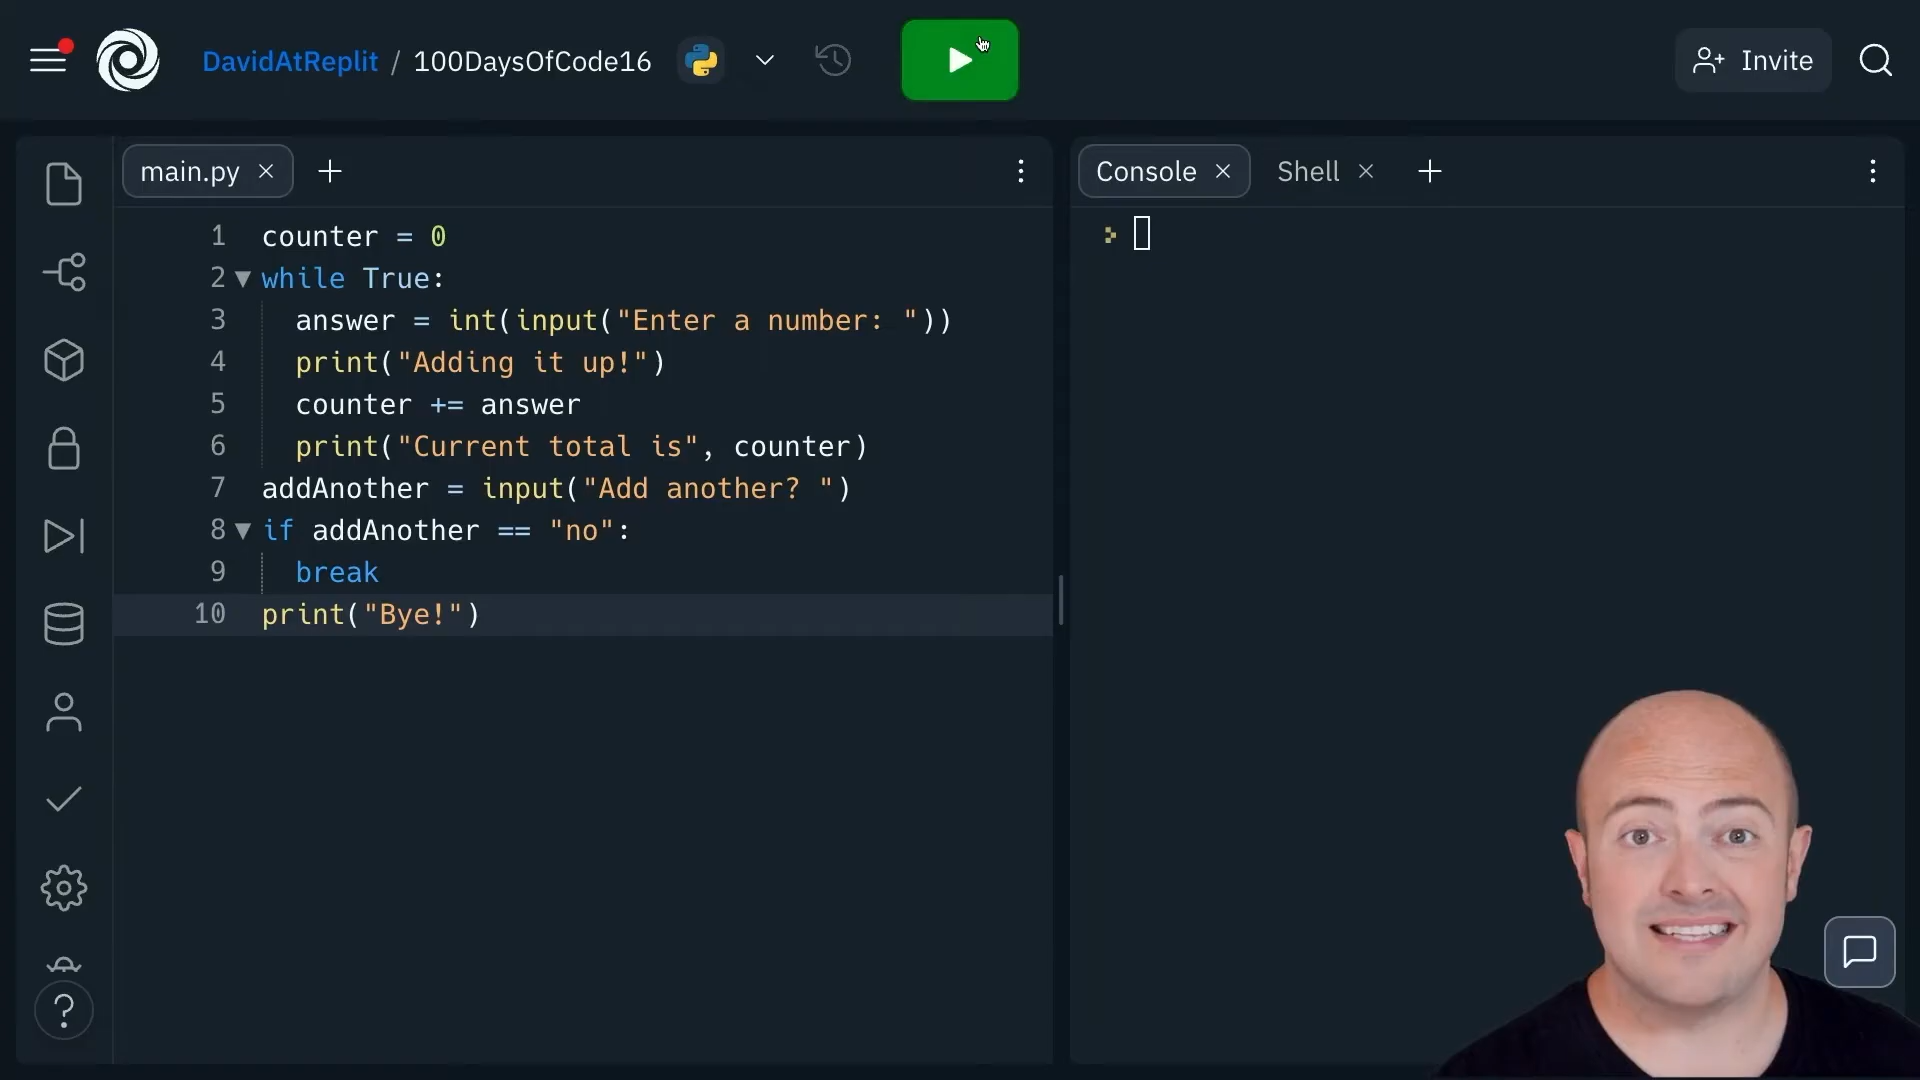 DavidAtReplit / 100DaysOfCode16
Invite
main.py
Console
Shell
1 counter = 0
2 while True:
3 answer = int(input("Enter a number: "))
4 print("Adding it up!")
5 counter += answer
6 print("Current total is", counter)
7 addAnother = input("Add another? ")
8 if addAnother == "no":
9 break
10 print("Bye!")